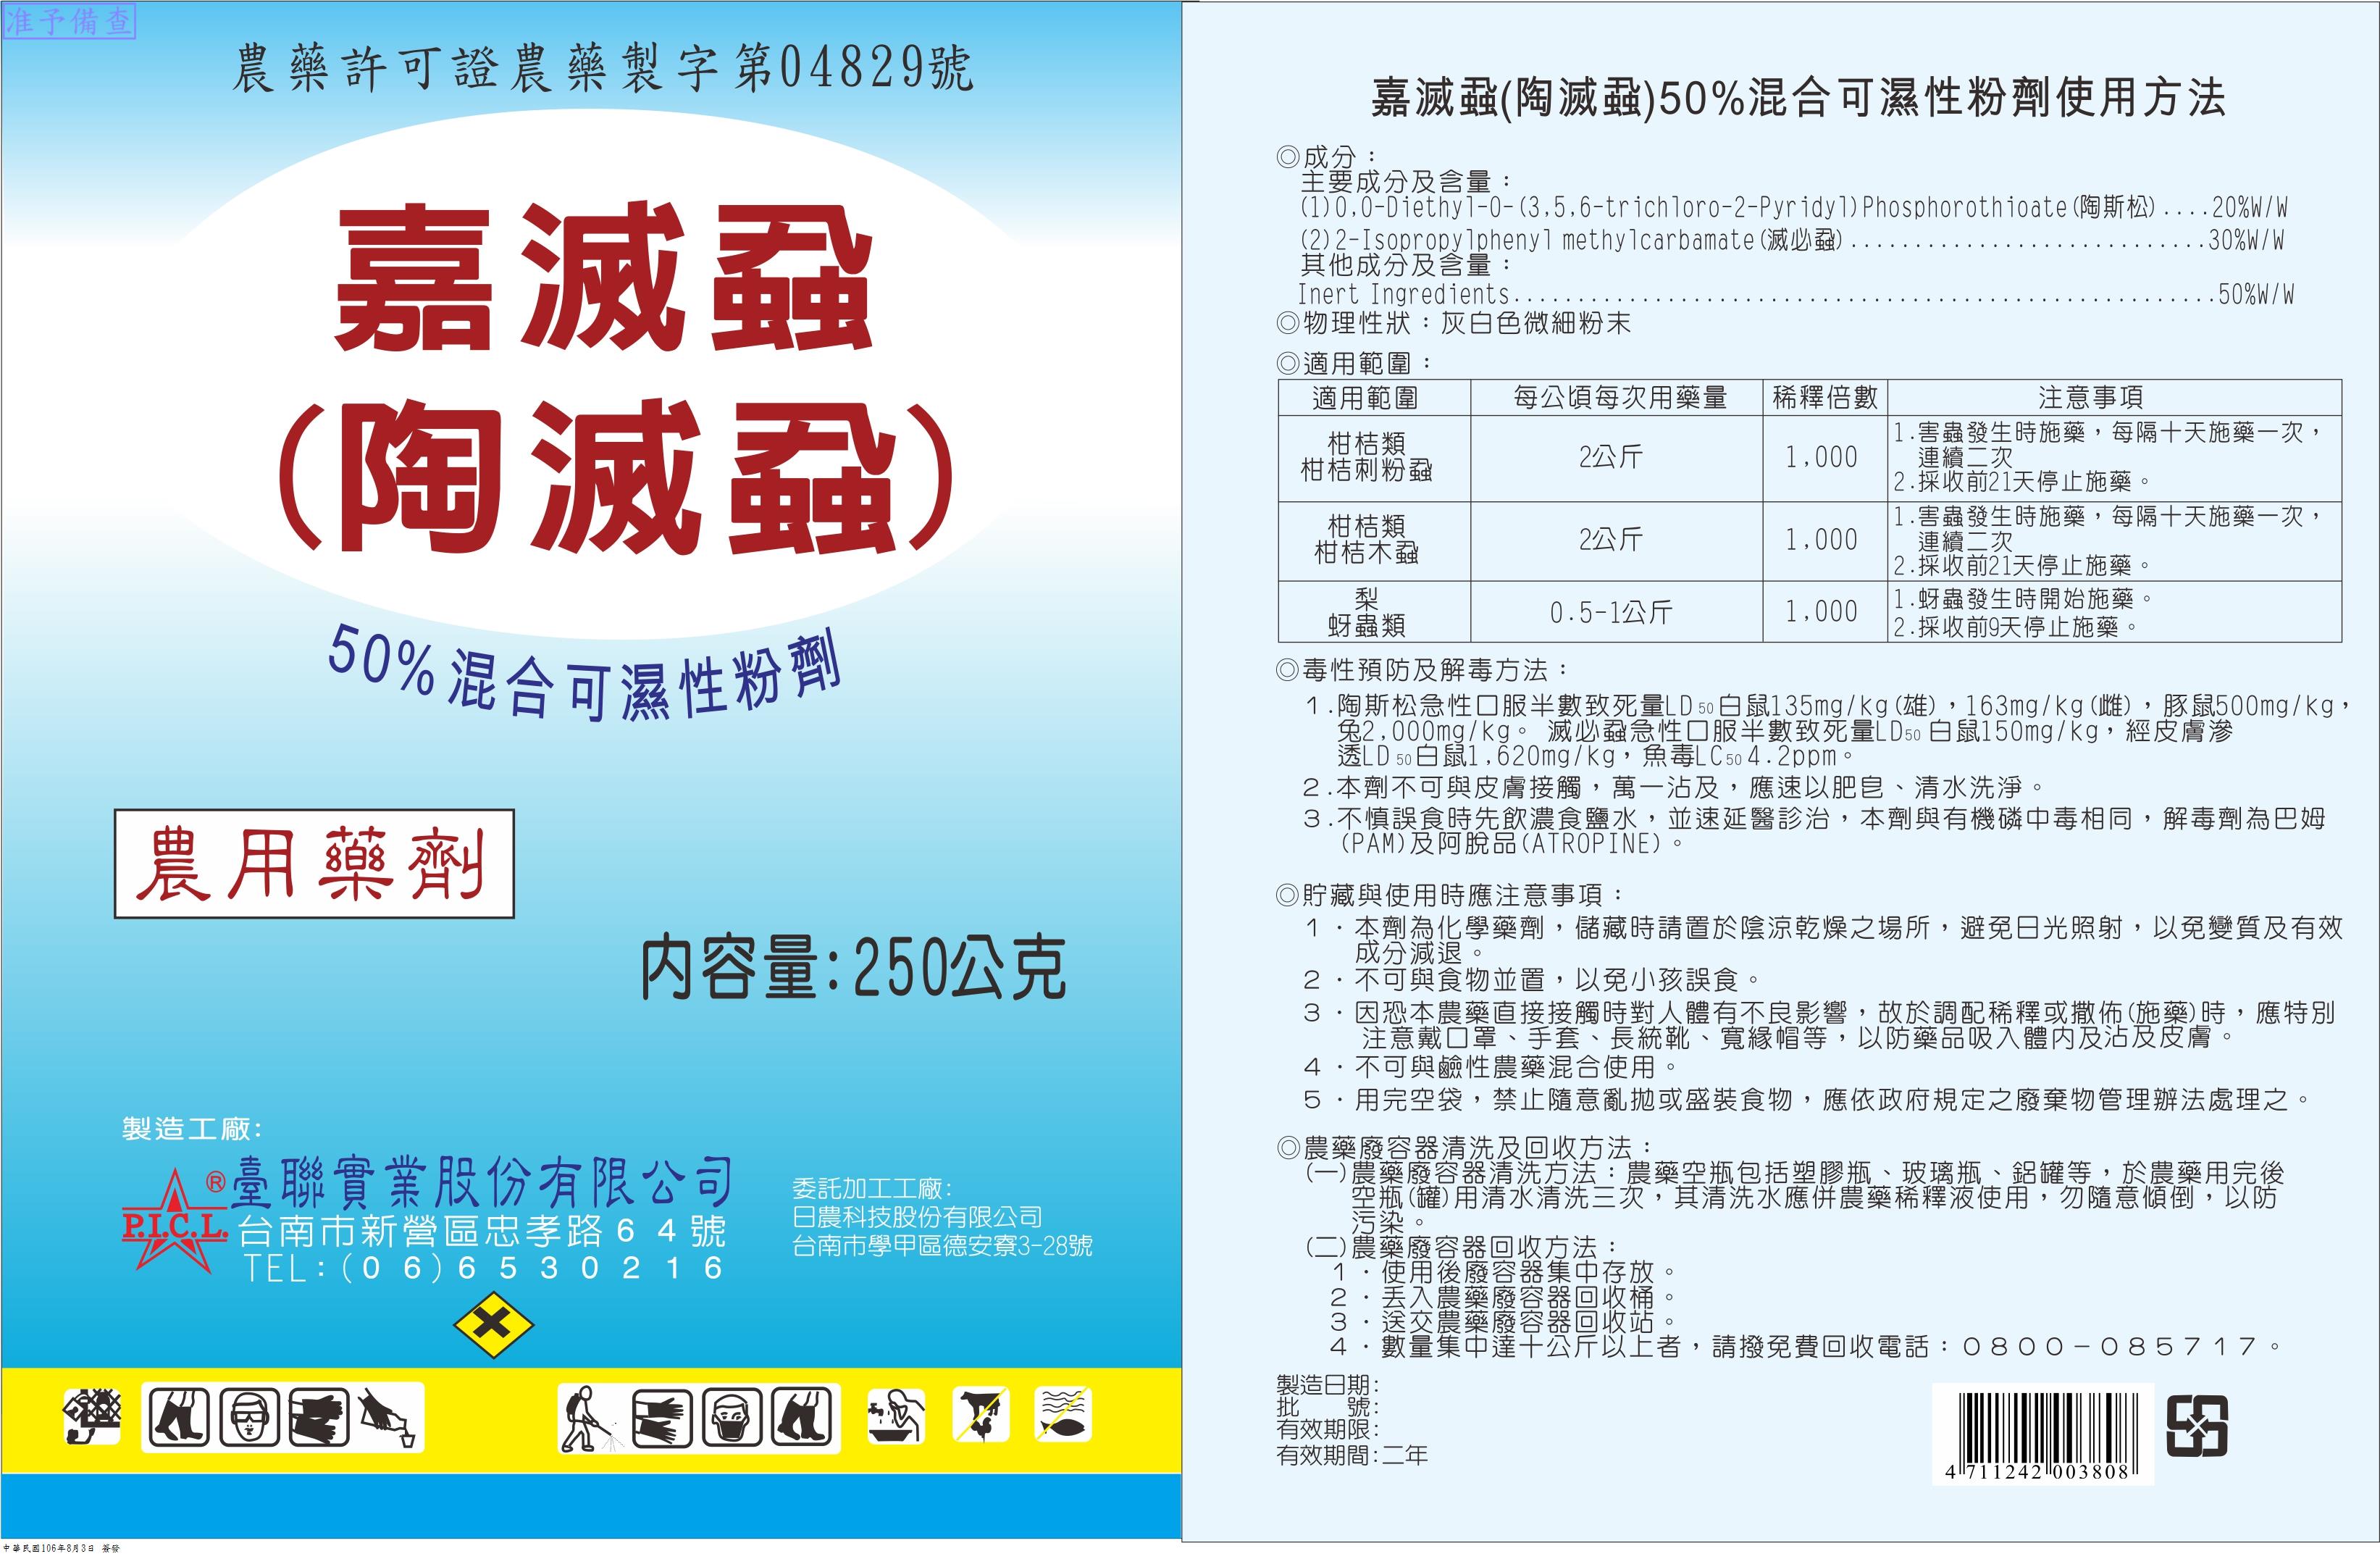 准予備查
農藥許可證農藥製字第04829號
嘉滅蝨
(陶滅蝨)
50%混合可濕性粉劑
農用藥劑
內容量:250公克
製造工廠:
P.I.C.L.®
臺聯實業股份有限公司
台南市新營區忠孝路64號
TEL:(06)6530216
委託加工工廠:
日農科技股份有限公司
台南市學甲區德安寮3-28號
中華民國106年8月3日 簽發
嘉滅蝨(陶滅蝨)50%混合可濕性粉劑使用方法
◎成分：
主要成分及含量：
(1)O,O-Diethyl-O-(3,5,6-trichloro-2-Pyridyl)Phosphorothioate(陶斯松)....20%W/W
(2)2-Isopropylphenyl methylcarbamate(滅必蝨)............................30%W/W
其他成分及含量：
Inert Ingredients.......................................................50%W/W
◎物理性狀：灰白色微細粉末
◎適用範圍：
適用範圍 每公頃每次用藥量 稀釋倍數 注意事項
柑桔類
柑桔刺粉蝨
2公斤 1,000
1.害蟲發生時施藥，每隔十天施藥一次，
連續二次
2.採收前21天停止施藥。
柑桔類
柑桔木蝨
2公斤 1,000
1.害蟲發生時施藥，每隔十天施藥一次，
連續二次
2.採收前21天停止施藥。
梨
蚜蟲類
0.5-1公斤 1,000
1.蚜蟲發生時開始施藥。
2.採收前9天停止施藥。
◎毒性預防及解毒方法：
1.陶斯松急性口服半數致死量LD50白鼠135mg/kg(雄)，163mg/kg(雌)，豚鼠500mg/kg，
兔2,000mg/kg。 滅必蝨急性口服半數致死量LD50白鼠150mg/kg，經皮膚滲
透LD50白鼠1,620mg/kg，魚毒LC50 4.2ppm。
2.本劑不可與皮膚接觸，萬一沾及，應速以肥皂、清水洗淨。
3.不慎誤食時先飲濃食鹽水，並速延醫診治，本劑與有機磷中毒相同，解毒劑為巴姆
(PAM)及阿脫品(ATROPINE)。
◎貯藏與使用時應注意事項：
1．本劑為化學藥劑，儲藏時請置於陰涼乾燥之場所，避免日光照射，以免變質及有效
成分減退。
2．不可與食物並置，以免小孩誤食。
3．因恐本農藥直接接觸時對人體有不良影響，故於調配稀釋或撒佈(施藥)時，應特別
注意戴口罩、手套、長統靴、寬緣帽等，以防藥品吸入體內及沾及皮膚。
4．不可與鹼性農藥混合使用。
5．用完空袋，禁止隨意亂拋或盛裝食物，應依政府規定之廢棄物管理辦法處理之。
◎農藥廢容器清洗及回收方法：
(一)農藥廢容器清洗方法：農藥空瓶包括塑膠瓶、玻璃瓶、鋁罐等，於農藥用完後
空瓶(罐)用清水清洗三次，其清洗水應併農藥稀釋液使用，勿隨意傾倒，以防
污染。
(二)農藥廢容器回收方法：
1．使用後廢容器集中存放。
2．丟入農藥廢容器回收桶。
3．送交農藥廢容器回收站。
4．數量集中達十公斤以上者，請撥免費回收電話：0800－085717。
製造日期:
批 號:
有效期限:
有效期間:二年
4 711242 003808